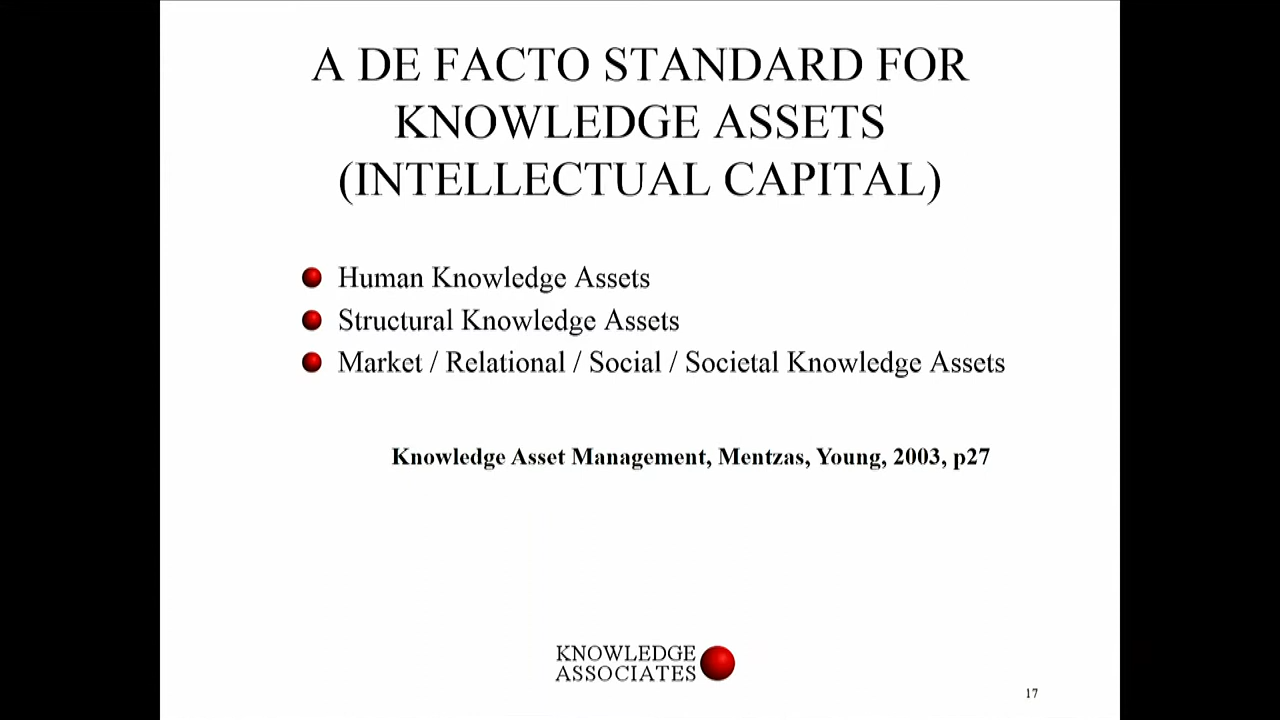 A DE FACTO STANDARD FOR
KNOWLEDGE ASSETS
(INTELLECTUAL CAPITAL)
Human Knowledge Assets
Structural Knowledge Assets
Market / Relational / Social / Societal Knowledge Assets
Knowledge Asset Management, Mentzas, Young, 2003, p27
KNOWLEDGE
ASSOCIATES
17